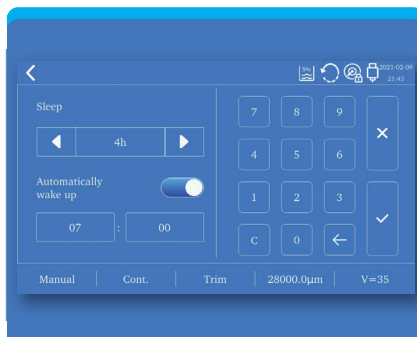 5%
2021-02-09
21:43
Sleep
4h
Automatically
wake up
07 : 00
7 8 9
4 5 6
1 2 3
C 0
Manual Cont. Trim 28000.0μm V=35